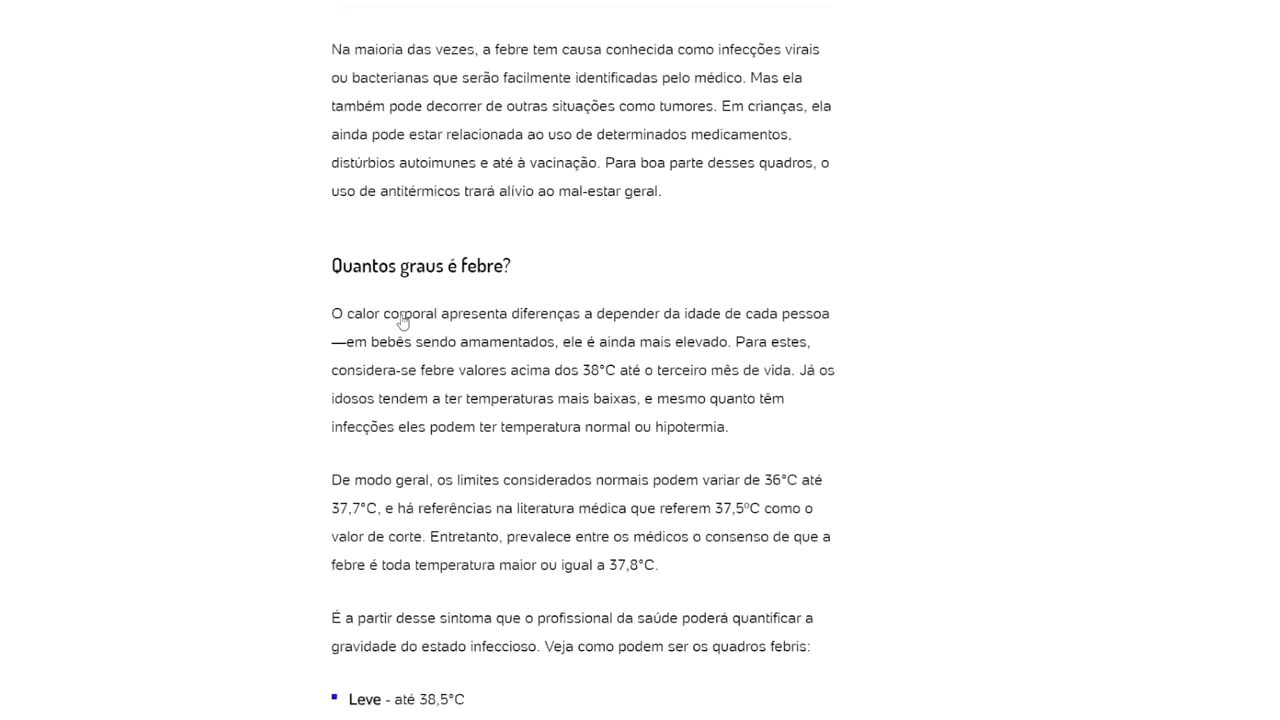 Na maioria das vezes, a febre tem causa conhecida como infecções virais
ou bacterianas que serão facilmente identificadas pelo médico. Mas ela
também pode decorrer de outras situações como tumores. Em crianças, ela
ainda pode estar relacionada ao uso de determinados medicamentos,
distúrbios autoimunes e até à vacinação. Para boa parte desses quadros, o
uso de antitérmicos trará alívio ao mal-estar geral.
Quantos graus é febre?
O calor corporal apresenta diferenças a depender da idade de cada pessoa
—em bebês sendo amamentados, ele é ainda mais elevado. Para estes,
considera-se febre valores acima dos 38°C até o terceiro mês de vida. Já os
idosos tendem a ter temperaturas mais baixas, e mesmo quanto têm
infecções eles podem ter temperatura normal ou hipotermia.
De modo geral, os limites considerados normais podem variar de 36°C até
37,7°C, e há referências na literatura médica que referem 37,5ºC como o
valor de corte. Entretanto, prevalece entre os médicos o consenso de que a
febre é toda temperatura maior ou igual a 37,8°C.
É a partir desse sintoma que o profissional da saúde poderá quantificar a
gravidade do estado infeccioso. Veja como podem ser os quadros febris:
Leve - até 38,5°C